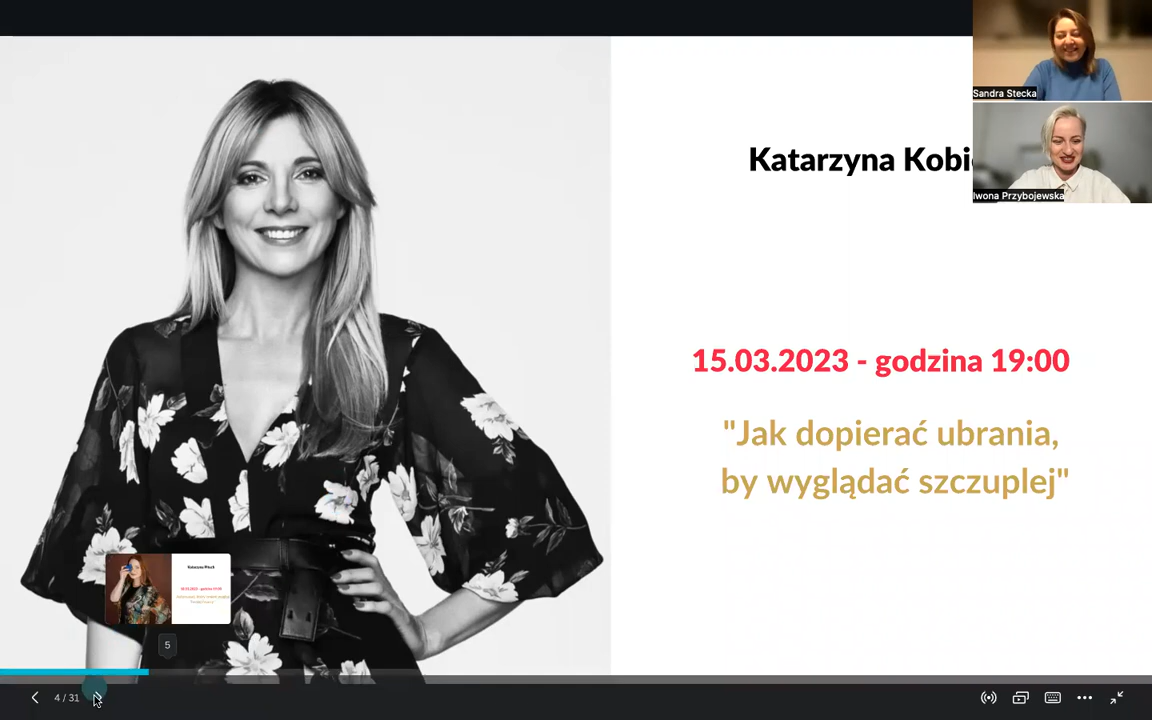 Katarzyna Kobi
15.03.2023 - godzina 19:00
"Jak dopierać ubrania,
by wyglądać szczuplej"
Sandra Stecka
Iwona Przybojewska
5
4 / 31